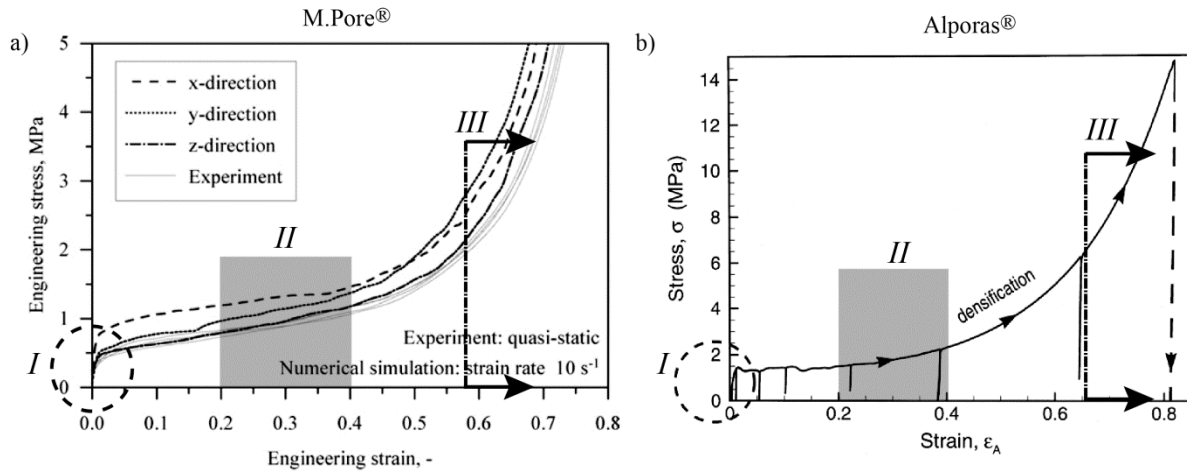 M.Pore®
a)
Engineering stress, MPa
5
4
3
2
1
0
x-direction
y-direction
z-direction
Experiment
I
II
III
Experiment: quasi-static
Numerical simulation: strain rate 10 s⁻¹
0.0 0.1 0.2 0.3 0.4 0.5 0.6 0.7 0.8
Engineering strain, -
Alporas®
b)
Stress, σ (MPa)
14
12
10
8
6
4
2
0
I
II
densification
III
0.0 0.2 0.4 0.6 0.8
Strain, εA